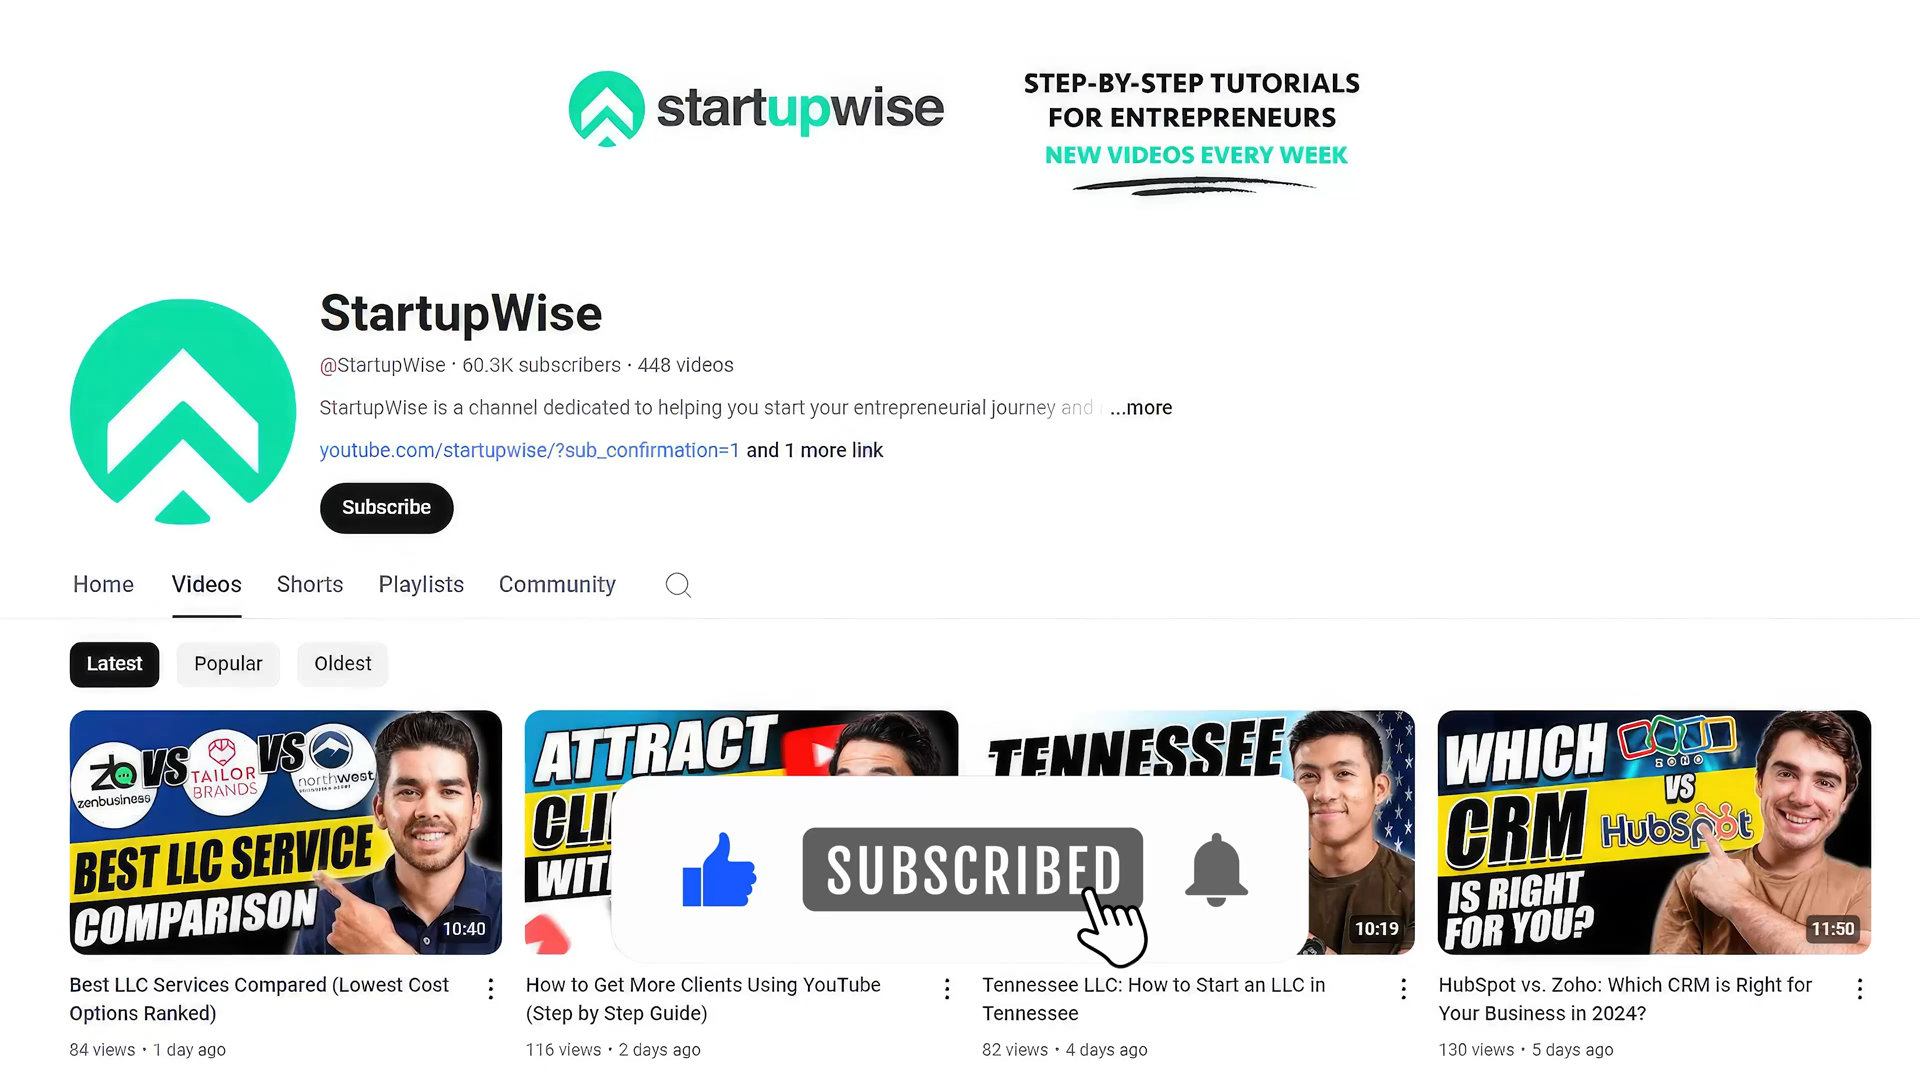 startupwise
STEP-BY-STEP TUTORIALS
FOR ENTREPRENEURS
NEW VIDEOS EVERY WEEK
StartupWise
@StartupWise · 60.3K subscribers · 448 videos
StartupWise is a channel dedicated to helping you start your entrepreneurial journey and ...more
youtube.com/startupwise/?sub_confirmation=1 and 1 more link
Subscribe
Home Videos Shorts Playlists Community
Latest Popular Oldest
zb zenbusiness VS TAILOR BRANDS VS northwest
BEST LLC SERVICE
COMPARISON
10:40
ATTRACT
CLI
WIT
TENNESSEE
10:19
WHICH ZOHO
VS
CRM HubSpot
IS RIGHT
FOR YOU?
11:50
SUBSCRIBED
Best LLC Services Compared (Lowest Cost
Options Ranked)
84 views · 1 day ago
How to Get More Clients Using YouTube
(Step by Step Guide)
116 views · 2 days ago
Tennessee LLC: How to Start an LLC in
Tennessee
82 views · 4 days ago
HubSpot vs. Zoho: Which CRM is Right for
Your Business in 2024?
130 views · 5 days ago